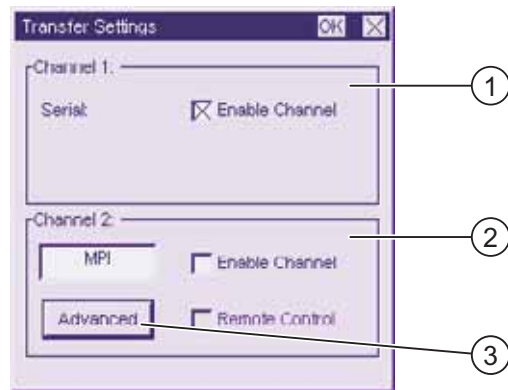 Transfer Settings OK
Channel 1:
Serial: Enable Channel
1
Channel 2:
2
MPI Enable Channel
Advanced Remote Control
3